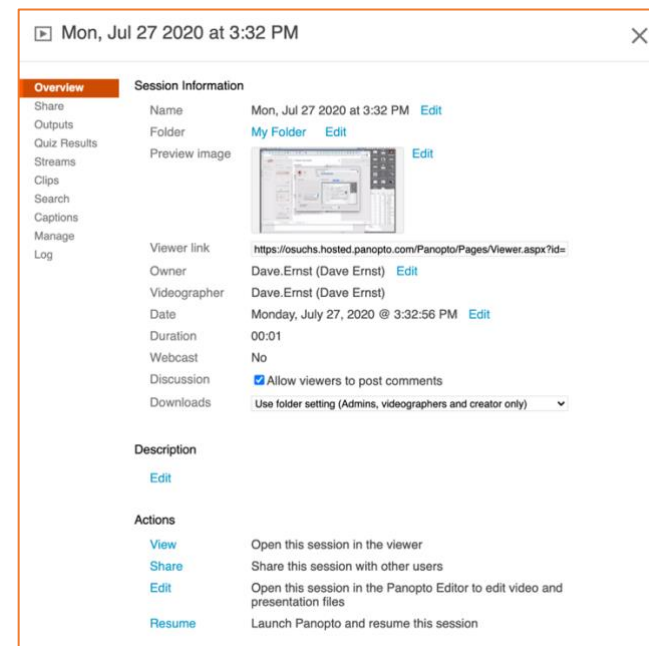 Mon, Jul 27 2020 at 3:32 PM
Overview
Share
Outputs
Quiz Results
Streams
Clips
Search
Captions
Manage
Log
Session Information
Name Mon, Jul 27 2020 at 3:32 PM Edit
Folder My Folder Edit
Preview image Edit
Viewer link https://osuchs.hosted.panopto.com/Panopto/Pages/Viewer.aspx?id=
Owner Dave.Ernst (Dave Ernst) Edit
Videographer Dave.Ernst (Dave Ernst)
Date Monday, July 27, 2020 @ 3:32:56 PM Edit
Duration 00:01
Webcast No
Discussion Allow viewers to post comments
Downloads Use folder setting (Admins, videographers and creator only)
Description
Edit
Actions
View Open this session in the viewer
Share Share this session with other users
Edit Open this session in the Panopto Editor to edit video and
presentation files
Resume Launch Panopto and resume this session